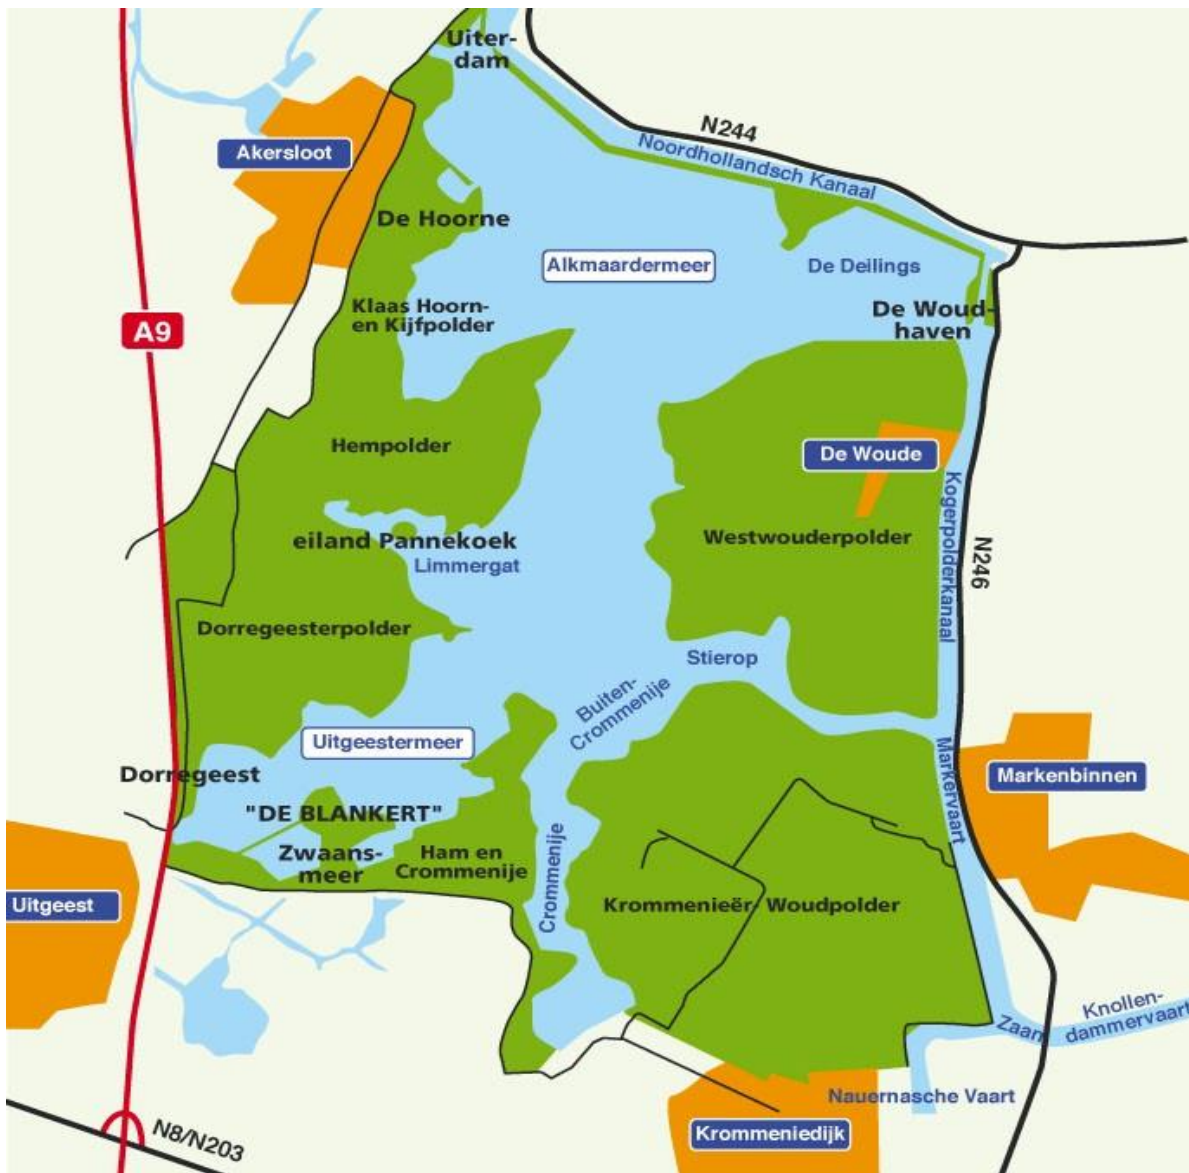 Uiter-
dam
N244
Noordhollandsch Kanaal
Akersloot
De Hoorne
Alkmaardermeer
De Deilings
Klaas Hoorn-
en Kijfpolder
De Woud-
haven
A9
Hempolder
De Woude
Kogerpolderkanaal
N246
eiland Pannekoek
Limmergat
Westwouderpolder
Dorregeesterpolder
Stierop
Buiten-
Crommenije
Uitgeestermeer
Dorregeest
Markervaart
Markenbinnen
"DE BLANKERT"
Zwaans-
meer
Ham en
Crommenije
Crommenije
Uitgeest
Krommenieër Woudpolder
Knollen-
dammervaart
Zaan
Nauernasche Vaart
Krommeniedijk
N8/N203